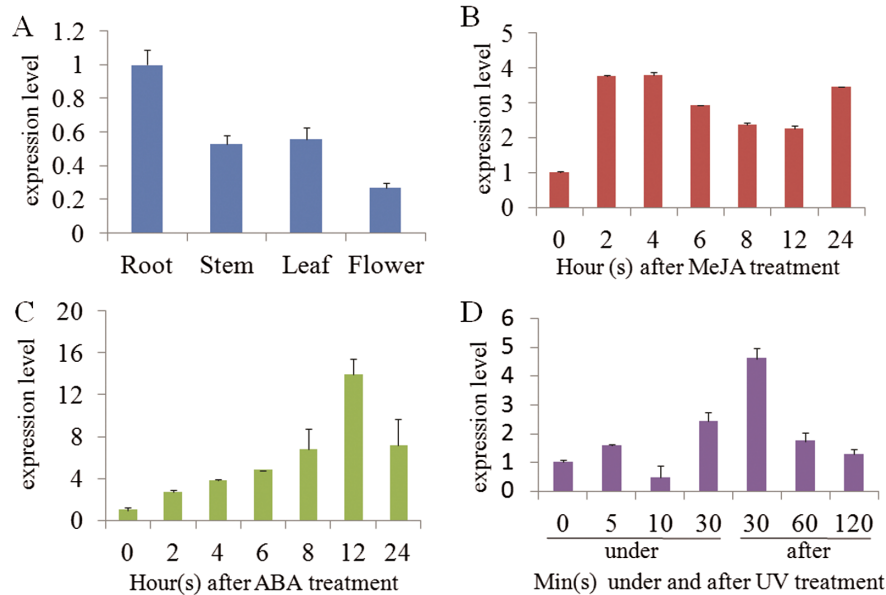 A
expression level
1.2
1
0.8
0.6
0.4
0.2
0
Root Stem Leaf Flower
B
expression level
5
4
3
2
1
0
0 2 4 6 8 12 24
Hour (s) after MeJA treatment
C
expression level
20
16
12
8
4
0
0 2 4 6 8 12 24
Hour(s) after ABA treatment
D
expression level
6
5
4
3
2
1
0
0 5 10 30 30 60 120
under after
Min(s) under and after UV treatment